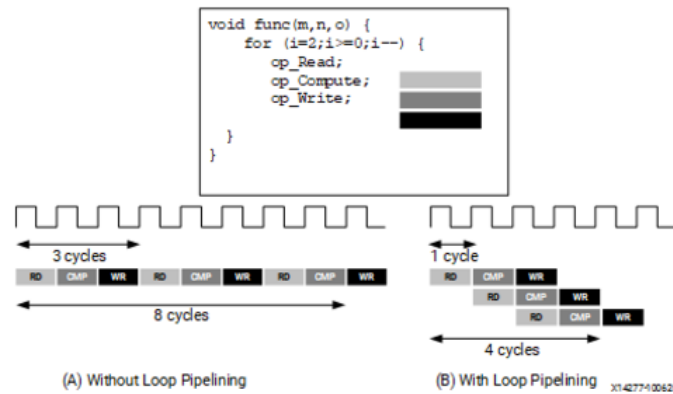 void func(m,n,o) {
for (i=2;i>=0;i--) {
op_Read;
op_Compute;
op_Write;
}
}
3 cycles
RD CMP WR RD CMP WR RD CMP WR
8 cycles
(A) Without Loop Pipelining
1 cycle
RD CMP WR
RD CMP WR
RD CMP WR
4 cycles
(B) With Loop Pipelining